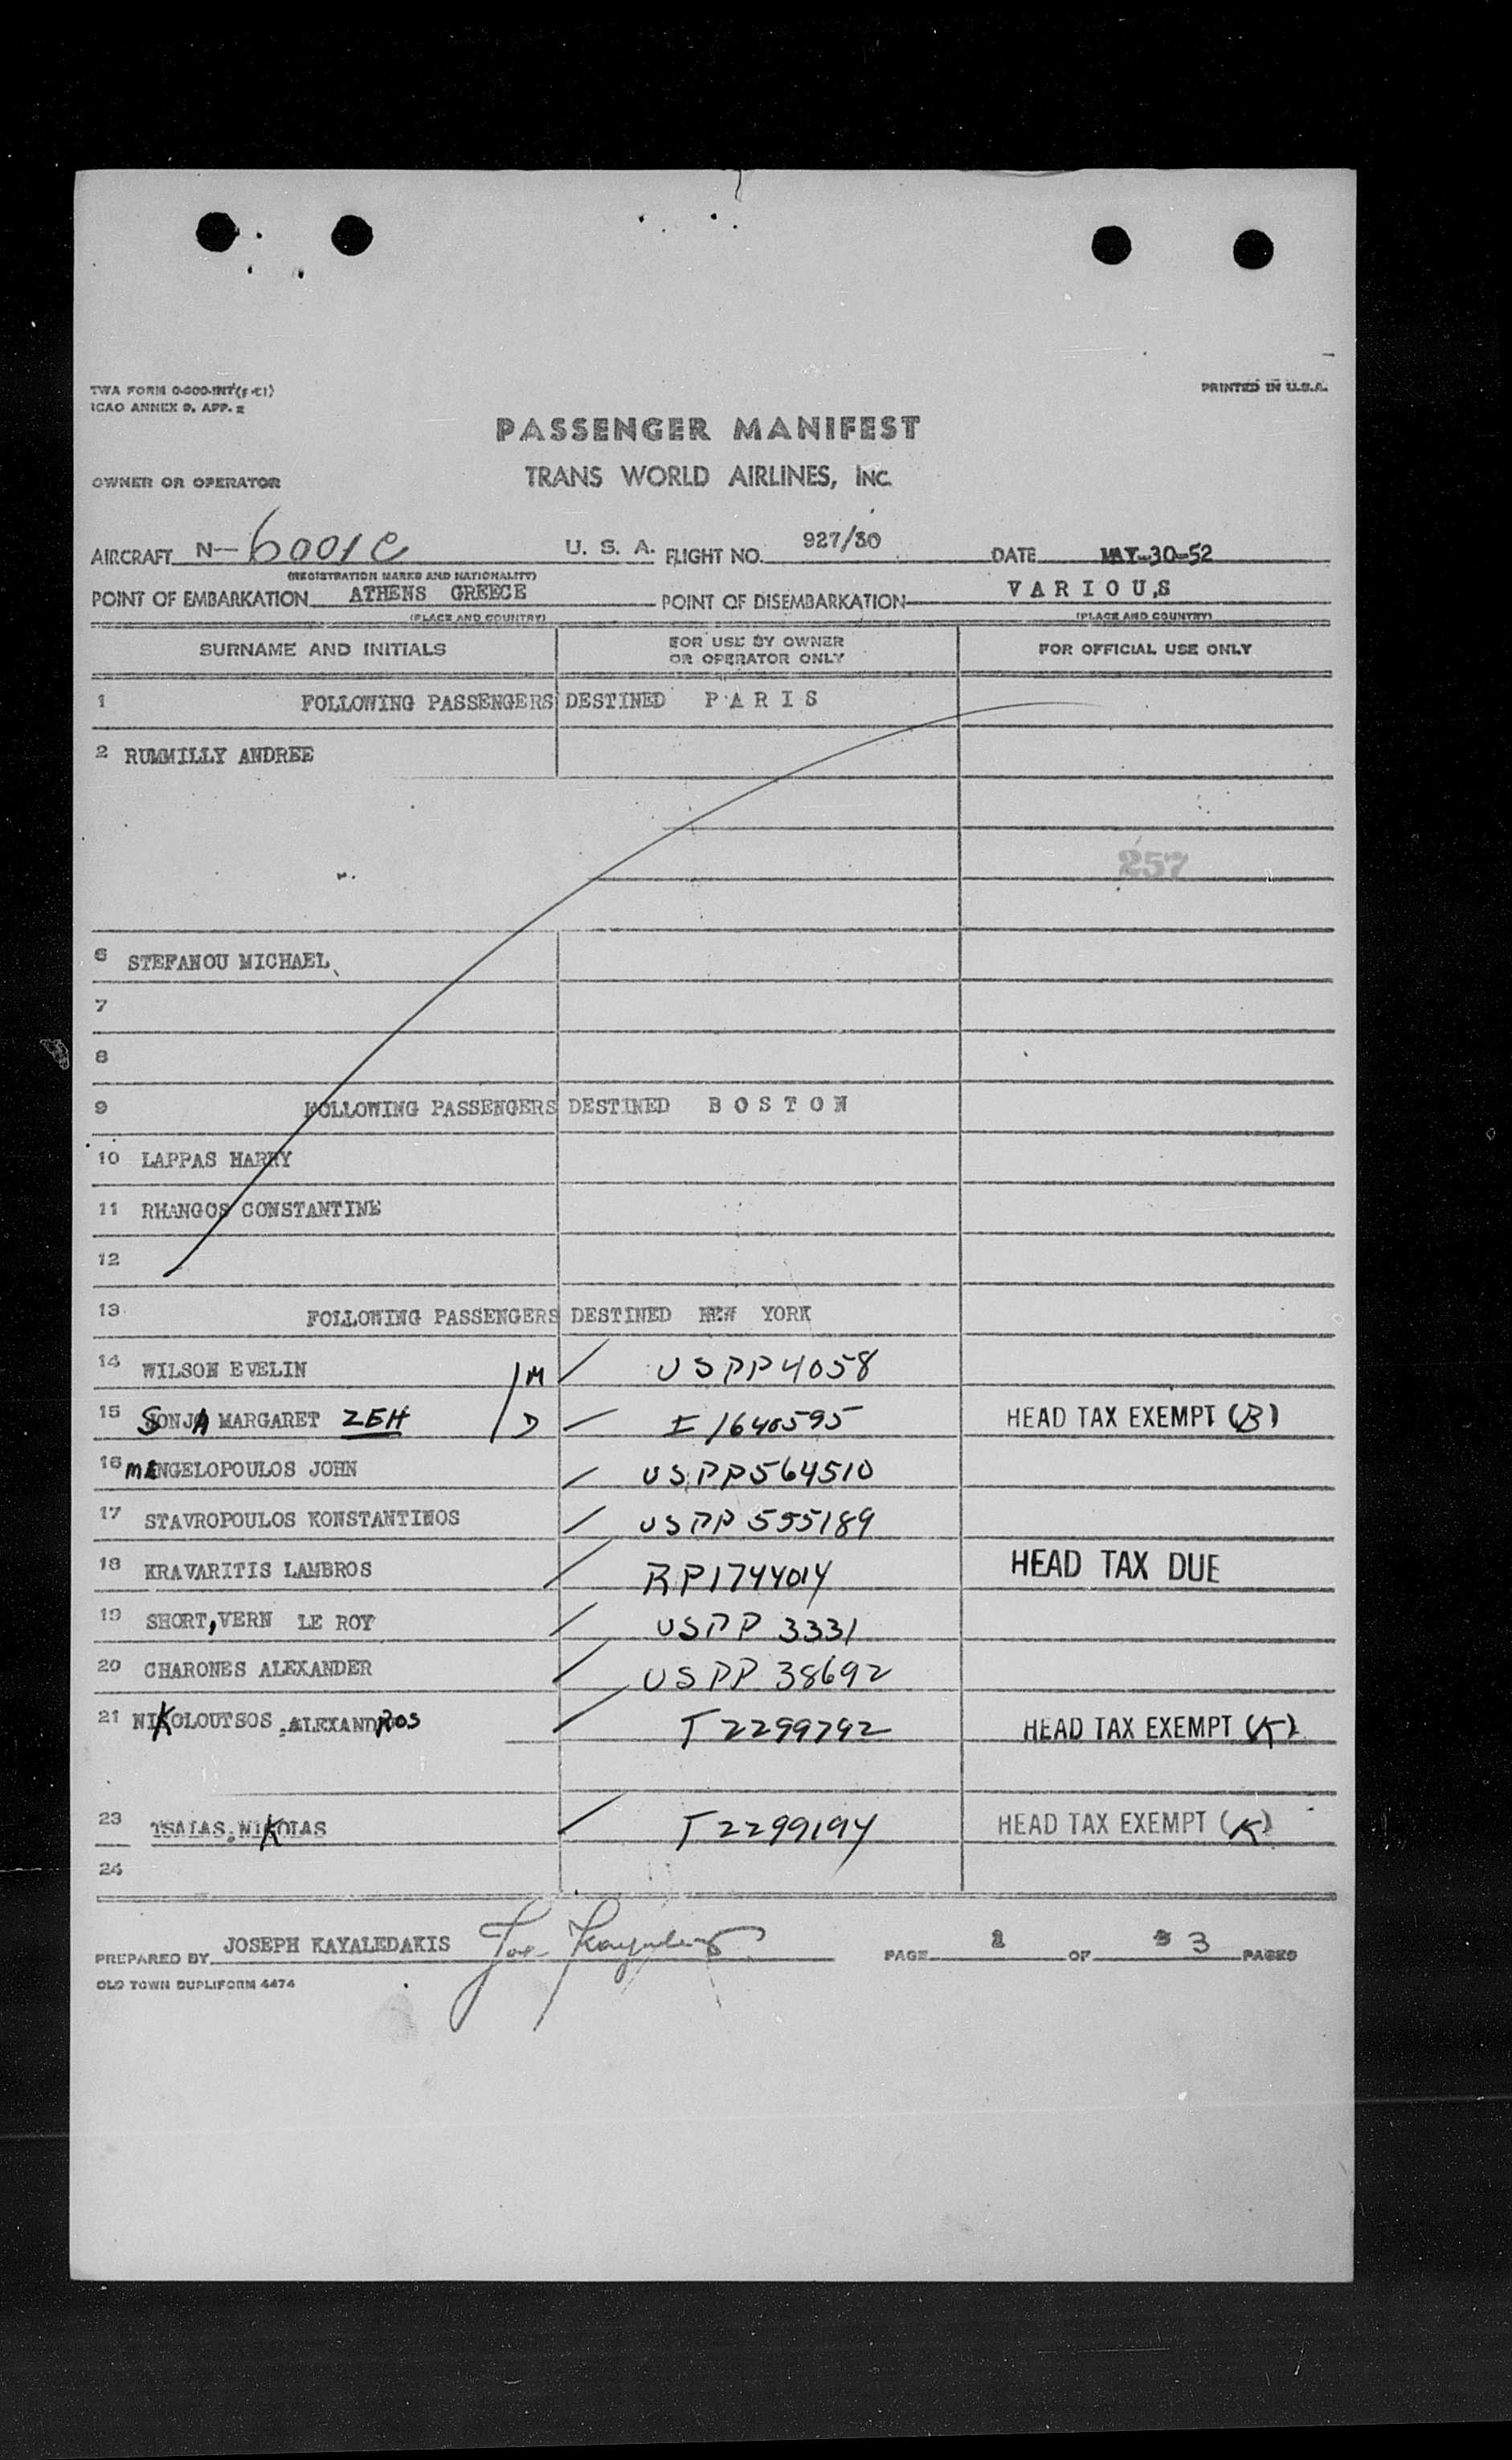 TWA FORM 0-800-INT
ICAO ANNEX 9, APP. 2
PRINTED IN U.S.A.
PASSENGER MANIFEST
OWNER OR OPERATOR TRANS WORLD AIRLINES, INC.
AIRCRAFT N-6001C U. S. A. FLIGHT NO. 927/30 DATE MAY-30-52
(REGISTRATION MARKS AND NATIONALITY)
POINT OF EMBARKATION ATHENS GREECE POINT OF DISEMBARKATION VARIOUS
(PLACE AND COUNTRY) (PLACE AND COUNTRY)
SURNAME AND INITIALS FOR USE BY OWNER OR OPERATOR ONLY FOR OFFICIAL USE ONLY
1 FOLLOWING PASSENGERS DESTINED PARIS
2 RUMMILLY ANDREE
257
6 STEFANOU MICHAEL
7
8
9 FOLLOWING PASSENGERS DESTINED BOSTON
10 LAPPAS HARRY
11 RHANGOS CONSTANTINE
12
13 FOLLOWING PASSENGERS DESTINED NEW YORK
14 WILSON EVELIN M USPP4058
15 SONJA MARGARET ZEH D I1640595 HEAD TAX EXEMPT (B)
16 MENGELOPOULOS JOHN USPP564510
17 STAVROPOULOS KONSTANTINOS USPP 555189
18 KRAVARITIS LAMBROS RP1744014 HEAD TAX DUE
19 SHORT, VERN LE ROY USPP 3331
20 CHARONES ALEXANDER USPP 38692
21 NIKOLOUTSOS ALEXANDROS T2299792 HEAD TAX EXEMPT (K)
23 TSAIAS NIKOLAS T2299194 HEAD TAX EXEMPT (K)
24
PREPARED BY JOSEPH KAYALEDAKIS PAGE 2 OF 3 PAGES
OLD TOWN DUPLIFORM 4474